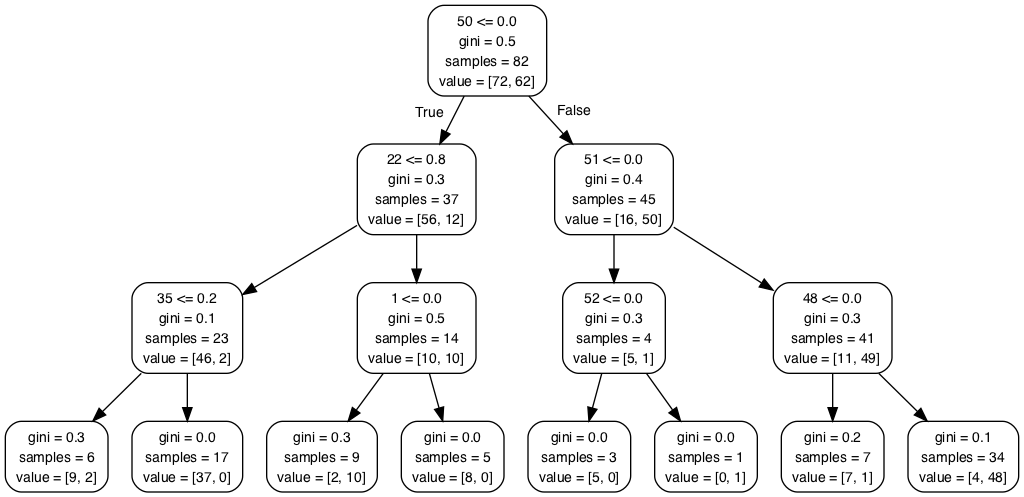 50 <= 0.0
gini = 0.5
samples = 82
value = [72, 62]
True
False
22 <= 0.8
gini = 0.3
samples = 37
value = [56, 12]
51 <= 0.0
gini = 0.4
samples = 45
value = [16, 50]
35 <= 0.2
gini = 0.1
samples = 23
value = [46, 2]
1 <= 0.0
gini = 0.5
samples = 14
value = [10, 10]
52 <= 0.0
gini = 0.3
samples = 4
value = [5, 1]
48 <= 0.0
gini = 0.3
samples = 41
value = [11, 49]
gini = 0.3
samples = 6
value = [9, 2]
gini = 0.0
samples = 17
value = [37, 0]
gini = 0.3
samples = 9
value = [2, 10]
gini = 0.0
samples = 5
value = [8, 0]
gini = 0.0
samples = 3
value = [5, 0]
gini = 0.0
samples = 1
value = [0, 1]
gini = 0.2
samples = 7
value = [7, 1]
gini = 0.1
samples = 34
value = [4, 48]